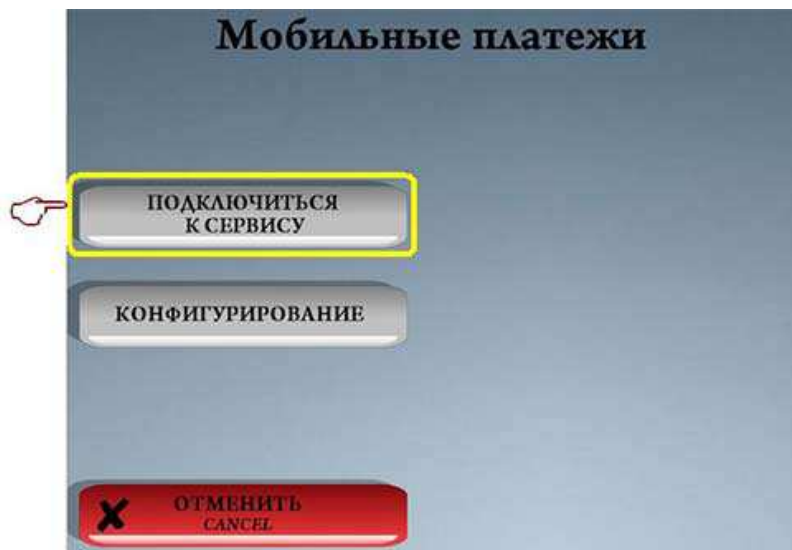 Мобильные платежи
ПОДКЛЮЧИТЬСЯ
К СЕРВИСУ
КОНФИГУРИРОВАНИЕ
ОТМЕНИТЬ
CANCEL